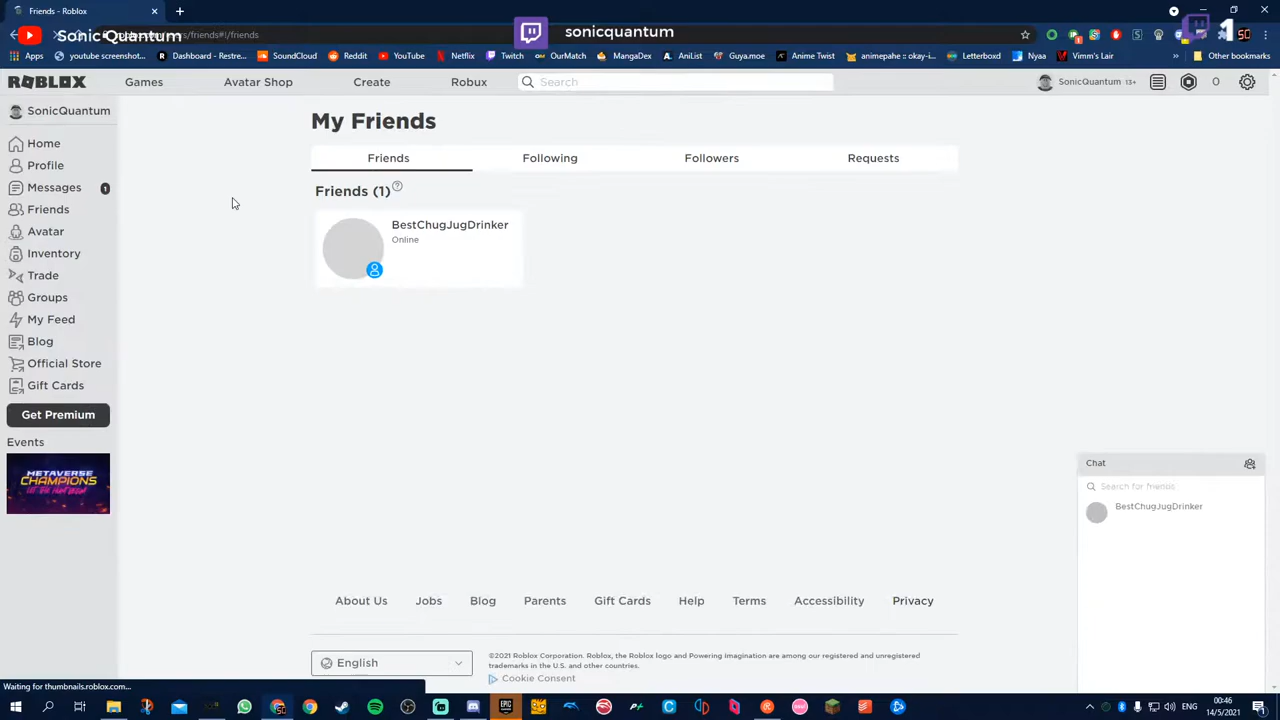 Friends - Roblox
SonicQuantum
sonicquantum
1
/friends#!/friends
Apps
youtube screenshot...
Dashboard - Restre...
SoundCloud
Reddit
YouTube
Netflix
Twitch
OurMatch
MangaDex
Guya.moe
animepahe :: okay-i...
AniList
Anime Twist
Letterboxd
Nyaa
Vimm's Lair
Other bookmarks
ROBLOX
Games
Avatar Shop
Create
Robux
Search
SonicQuantum 13+
0
SonicQuantum
Home
Profile
Messages 1
Friends
Avatar
Inventory
Trade
Groups
My Feed
Blog
Official Store
Gift Cards
Get Premium
Events
METAVERSE
CHAMPIONS
My Friends
Friends
Following
Followers
Requests
Friends (1)
?
BestChugJugDrinker
Online
Chat
Search for friends
BestChugJugDrinker
About Us
Jobs
Blog
Parents
Gift Cards
Help
Terms
Accessibility
Privacy
English
©2021 Roblox Corporation. Roblox, the Roblox logo and Powering Imagination are among our registered and unregistered
trademarks in the U.S. and other countries.
Cookie Consent
Waiting for thumbnails.roblox.com...
EPIC
00:46
14/5/2021